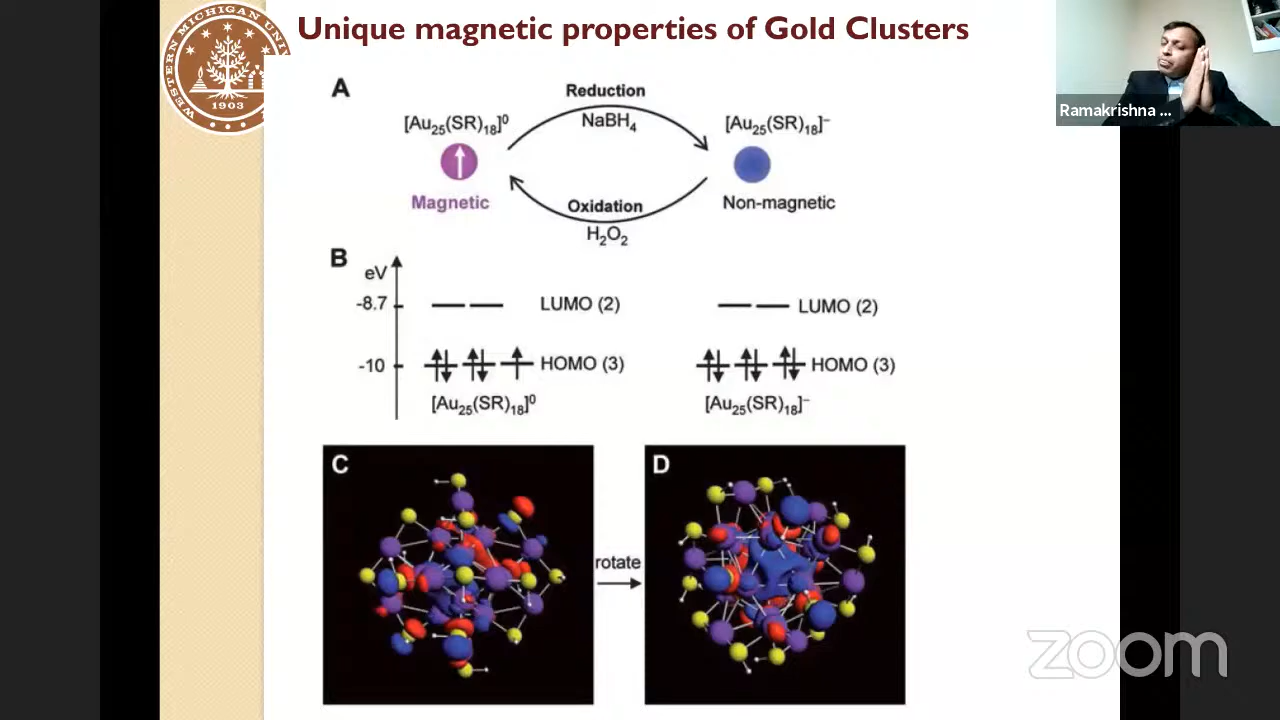 Unique magnetic properties of Gold Clusters
WESTERN MICHIGAN UNI
1903
Ramakrishna ...
A
Reduction
NaBH₄
[Au₂₅(SR)₁₈]⁰
[Au₂₅(SR)₁₈]⁻
Magnetic
Non-magnetic
Oxidation
H₂O₂
B
eV
-8.7
LUMO (2)
LUMO (2)
-10
HOMO (3)
HOMO (3)
[Au₂₅(SR)₁₈]⁰
[Au₂₅(SR)₁₈]⁻
C
rotate
D
zoom